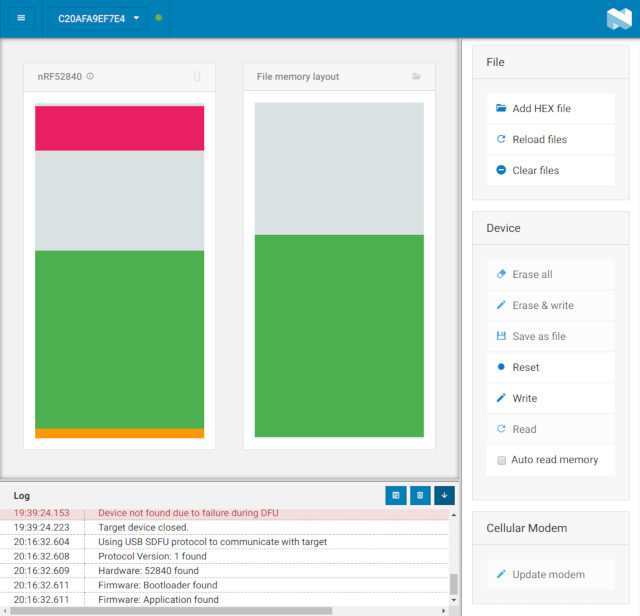 C20AFA9EF7E4
nRF52840
File memory layout
File
Add HEX file
Reload files
Clear files
Device
Erase all
Erase & write
Save as file
Reset
Write
Read
Auto read memory
Cellular Modem
Update modem
Log
19:39:24.153 Device not found due to failure during DFU
19:39:24.223 Target device closed.
20:16:32.604 Using USB SDFU protocol to communicate with target
20:16:32.608 Protocol Version: 1 found
20:16:32.609 Hardware: 52840 found
20:16:32.611 Firmware: Bootloader found
20:16:32.611 Firmware: Application found